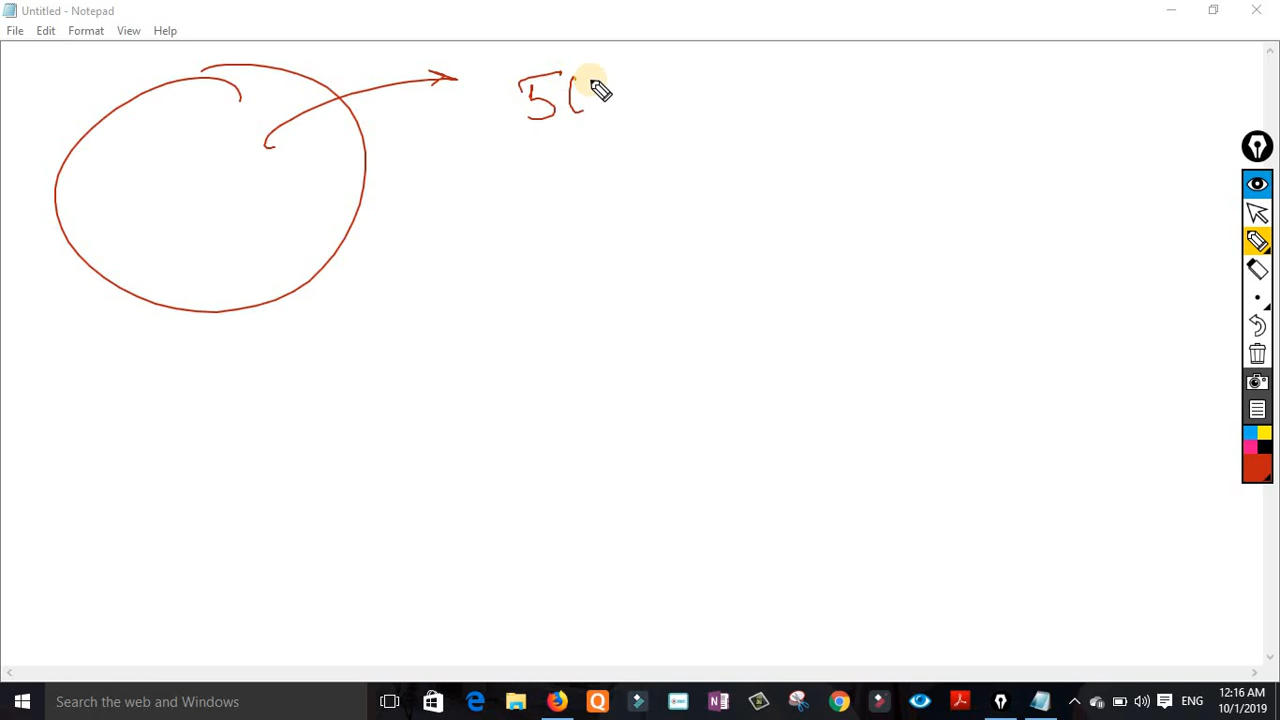 Untitled - Notepad
File Edit Format View Help
5
Search the web and Windows
ENG
12:16 AM
10/1/2019